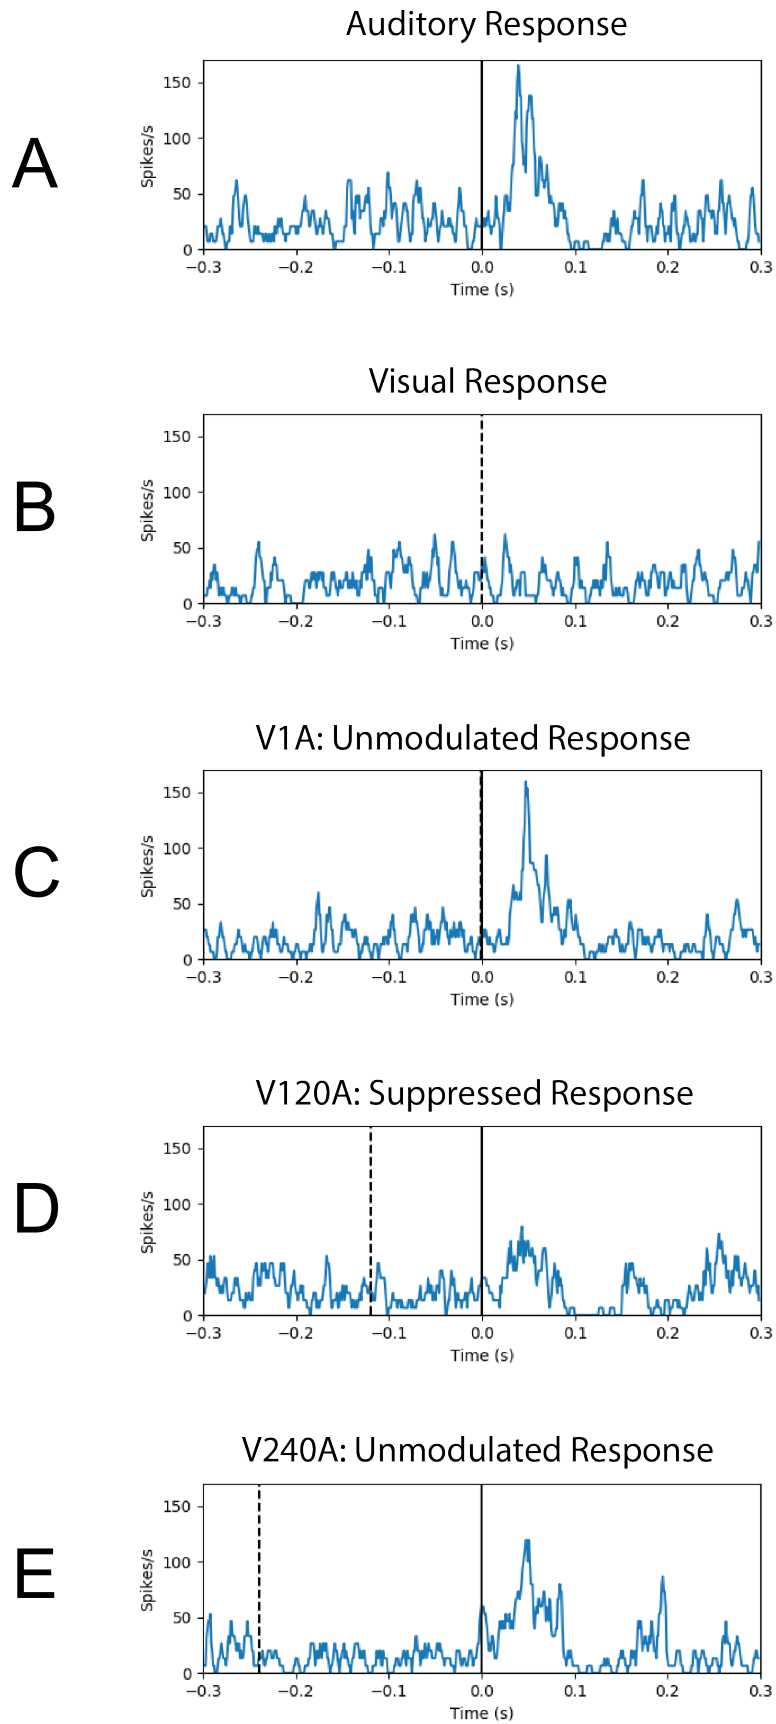 Auditory Response
A
Spikes/s
150
100
50
0
−0.3 −0.2 −0.1 0.0 0.1 0.2 0.3
Time (s)
Visual Response
B
Spikes/s
150
100
50
0
−0.3 −0.2 −0.1 0.0 0.1 0.2 0.3
Time (s)
V1A: Unmodulated Response
C
Spikes/s
150
100
50
0
−0.3 −0.2 −0.1 0.0 0.1 0.2 0.3
Time (s)
V120A: Suppressed Response
D
Spikes/s
150
100
50
0
−0.3 −0.2 −0.1 0.0 0.1 0.2 0.3
Time (s)
V240A: Unmodulated Response
E
Spikes/s
150
100
50
0
−0.3 −0.2 −0.1 0.0 0.1 0.2 0.3
Time (s)